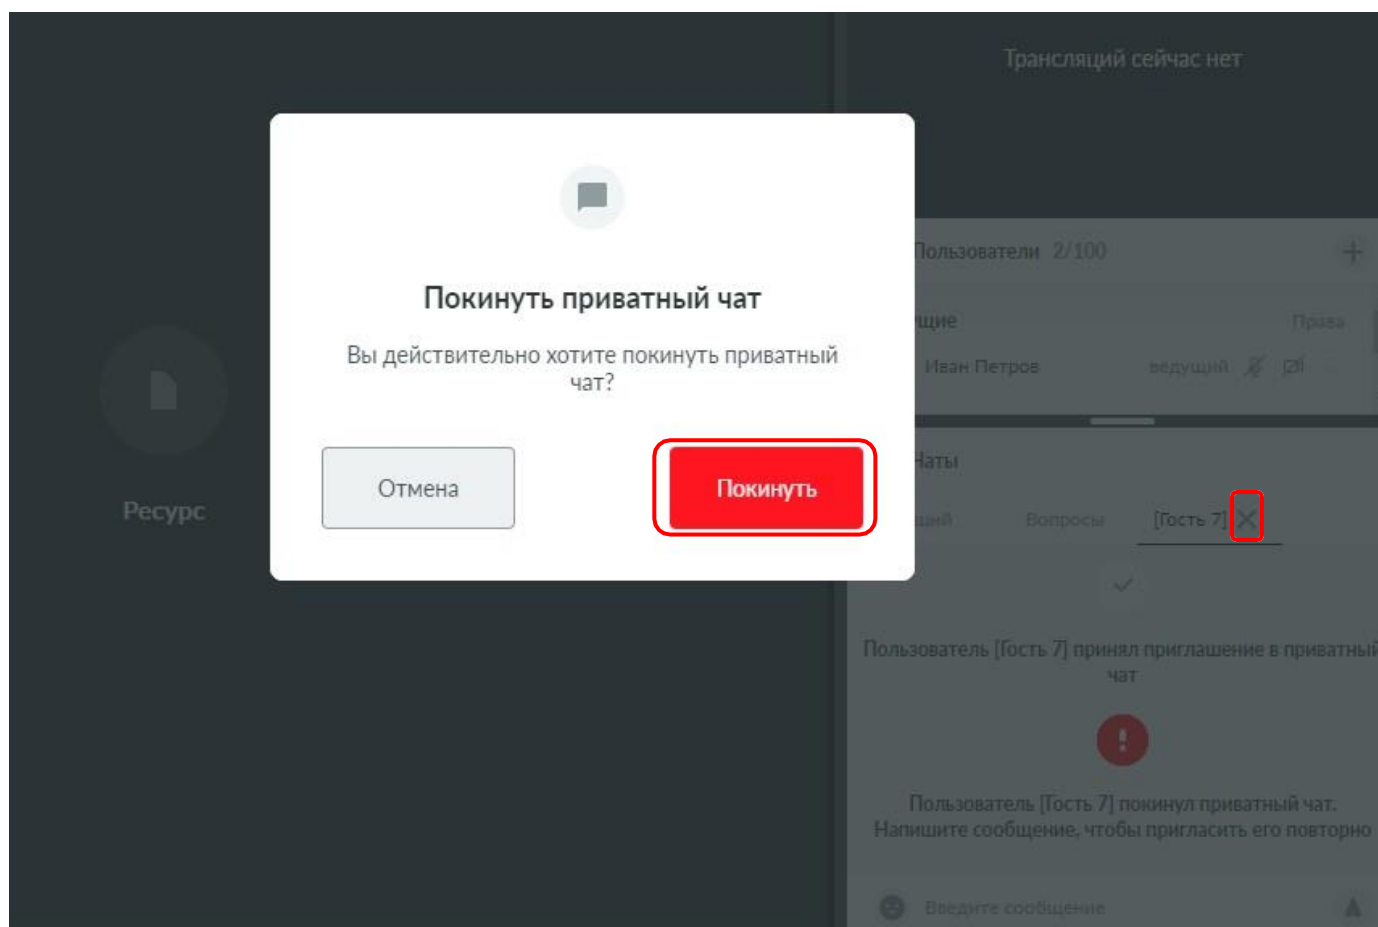 Трансляций сейчас нет
Пользователи 2/100
Права
Иван Петров ведущий
Покинуть приватный чат
Вы действительно хотите покинуть приватный
чат?
Отмена
Покинуть
Ресурс
Вопросы [Гость 7]
Пользователь [Гость 7] принял приглашение в приватный
чат
Пользователь [Гость 7] покинул приватный чат.
Напишите сообщение, чтобы пригласить его повторно
Введите сообщение